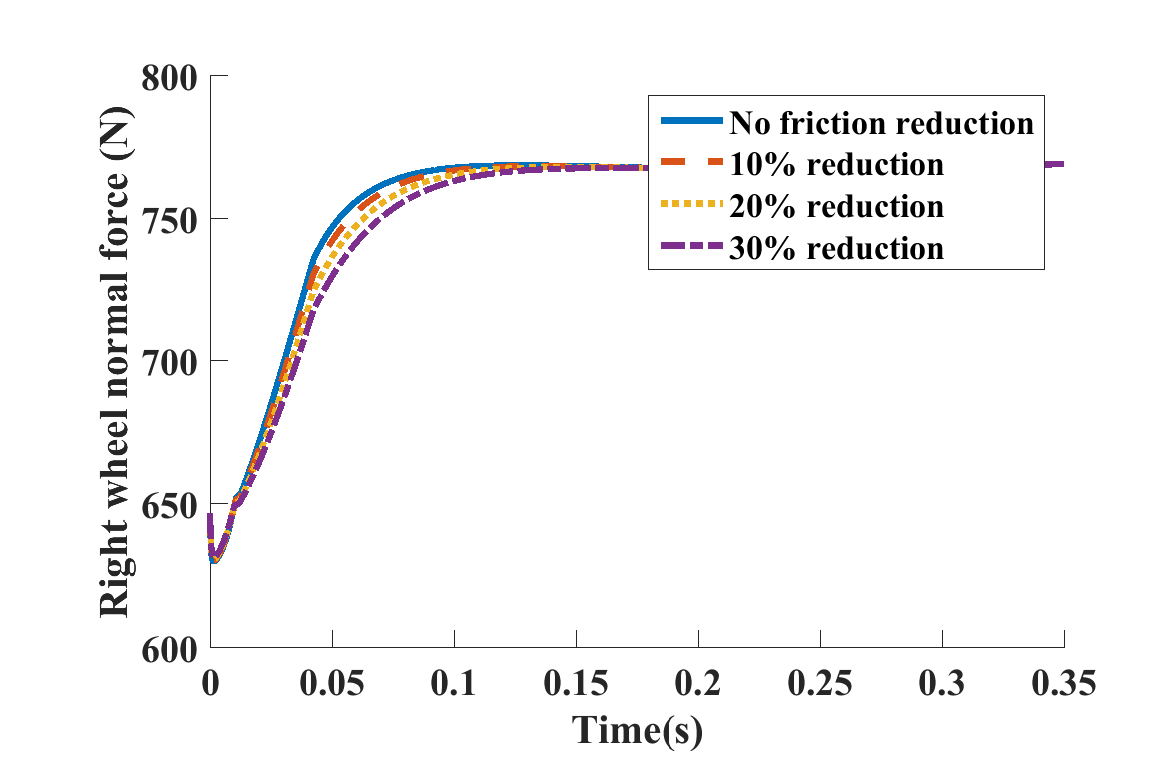 800
750
700
650
600
Right wheel normal force (N)
No friction reduction
10% reduction
20% reduction
30% reduction
0 0.05 0.1 0.15 0.2 0.25 0.3 0.35
Time(s)